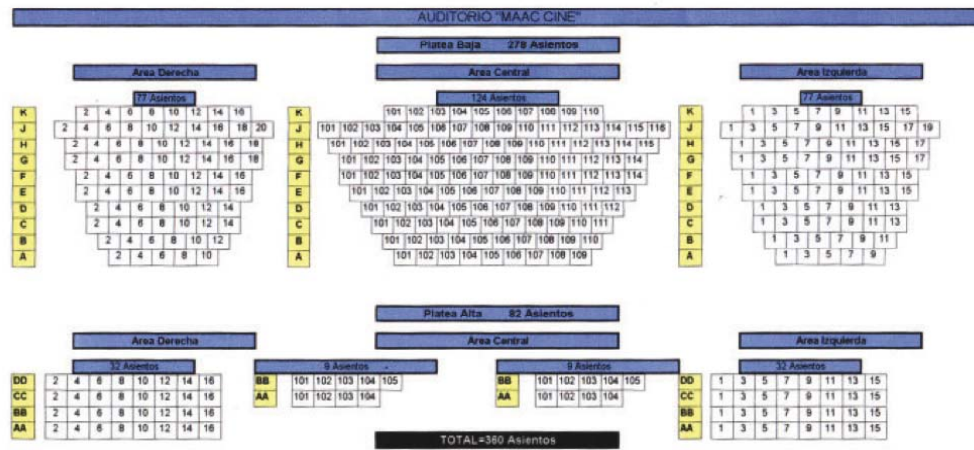 AUDITORIO "MAAC CINE"
Platea Baja 278 Asientos
Area Derecha Area Central Area Izquierda
77 Asientos 124 Asientos 77 Asientos
K 2 4 6 8 10 12 14 16 K 101 102 103 104 105 106 107 108 109 110 K 1 3 5 7 9 11 13 15
J 2 4 6 8 10 12 14 16 18 20 J 101 102 103 104 105 106 107 108 109 110 111 112 113 114 115 116 J 1 3 5 7 9 11 13 15 17 19
H 2 4 6 8 10 12 14 16 18 H 101 102 103 104 105 106 107 108 109 110 111 112 113 114 115 H 1 3 5 7 9 11 13 15 17
G 2 4 6 8 10 12 14 16 18 G 101 102 103 104 105 106 107 108 109 110 111 112 113 114 G 1 3 5 7 9 11 13 15 17
F 2 4 6 8 10 12 14 16 F 101 102 103 104 105 106 107 108 109 110 111 112 113 114 F 1 3 5 7 9 11 13 15
E 2 4 6 8 10 12 14 16 E 101 102 103 104 105 106 107 108 109 110 111 112 113 E 1 3 5 7 9 11 13 15
D 2 4 6 8 10 12 14 D 101 102 103 104 105 106 107 108 109 110 111 112 D 1 3 5 7 9 11 13
C 2 4 6 8 10 12 14 C 101 102 103 104 105 106 107 108 109 110 111 C 1 3 5 7 9 11 13
B 2 4 6 8 10 12 B 101 102 103 104 105 106 107 108 109 110 B 1 3 5 7 9 11
A 2 4 6 8 10 A 101 102 103 104 105 106 107 108 109 A 1 3 5 7 9
Platea Alta 82 Asientos
Area Derecha Area Central Area Izquierda
32 Asientos 9 Asientos 9 Asientos 32 Asientos
DD 2 4 6 8 10 12 14 16 BB 101 102 103 104 105 BB 101 102 103 104 105 DD 1 3 5 7 9 11 13 15
CC 2 4 6 8 10 12 14 16 AA 101 102 103 104 AA 101 102 103 104 CC 1 3 5 7 9 11 13 15
BB 2 4 6 8 10 12 14 16 BB 1 3 5 7 9 11 13 15
AA 2 4 6 8 10 12 14 16 AA 1 3 5 7 9 11 13 15
TOTAL=360 Asientos